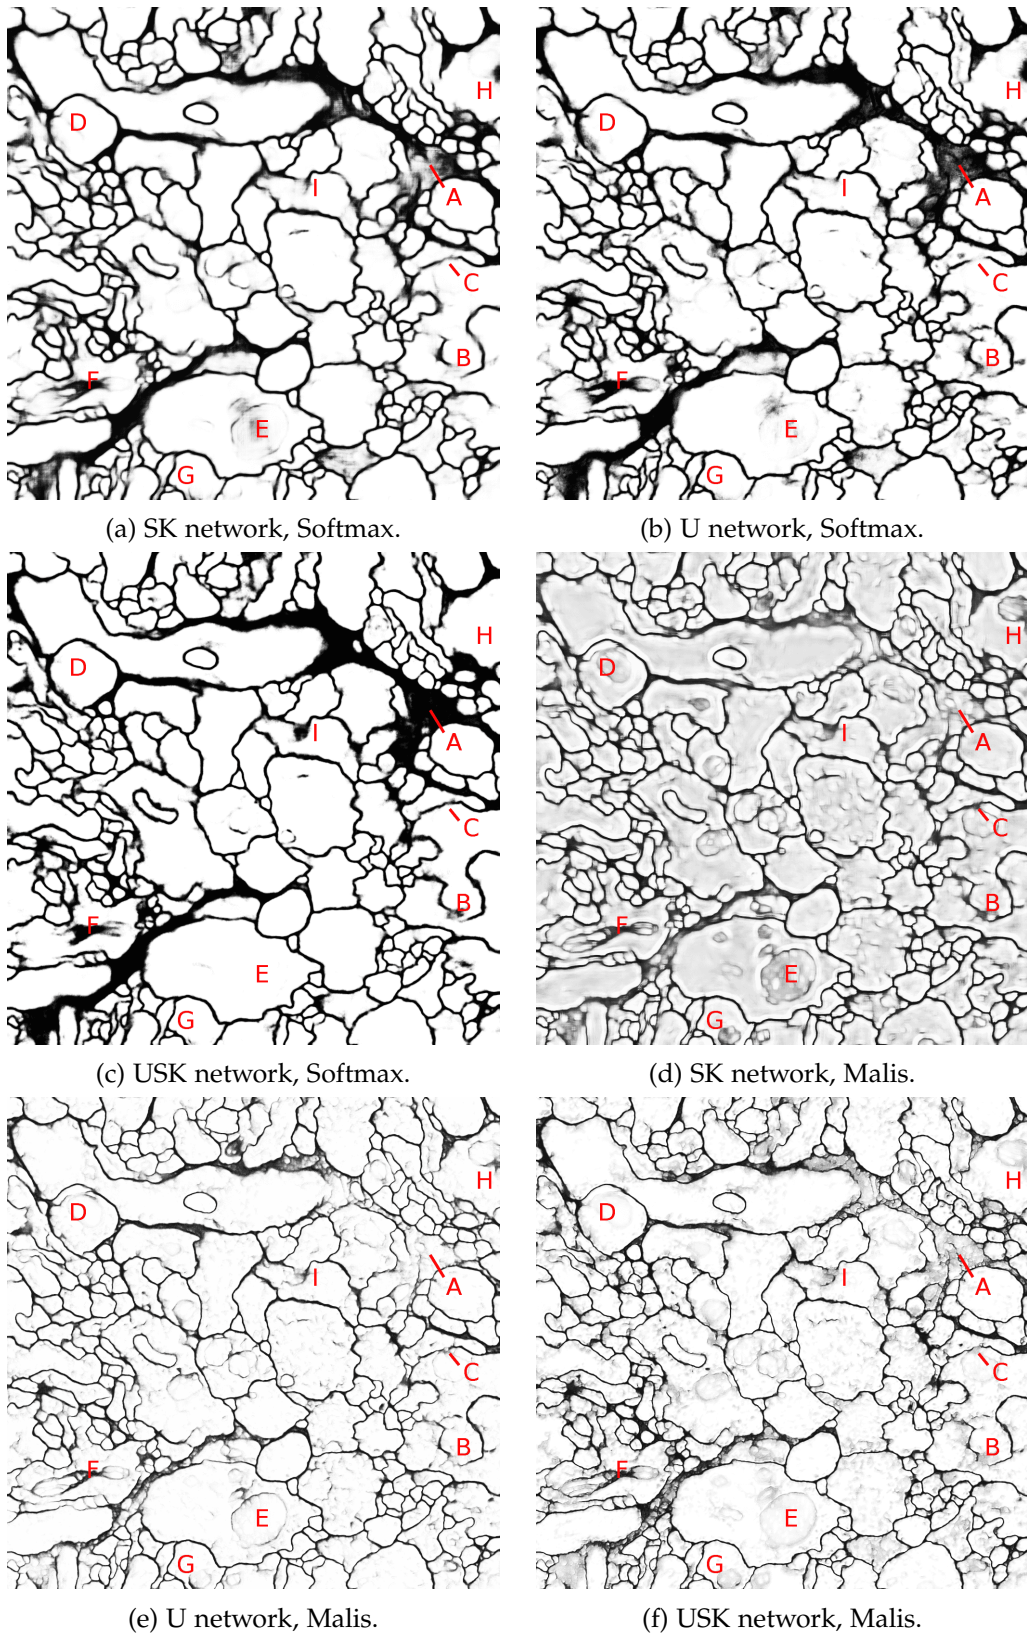 H
D
I
A
C
B
F
E
G
H
D
I
A
C
B
F
E
G
(a) SK network, Softmax.
(b) U network, Softmax.
H
D
I
A
C
B
F
E
G
H
D
I
A
C
B
F
E
G
(c) USK network, Softmax.
(d) SK network, Malis.
H
D
I
A
C
B
F
E
G
H
D
I
A
C
B
F
E
G
(e) U network, Malis.
(f) USK network, Malis.